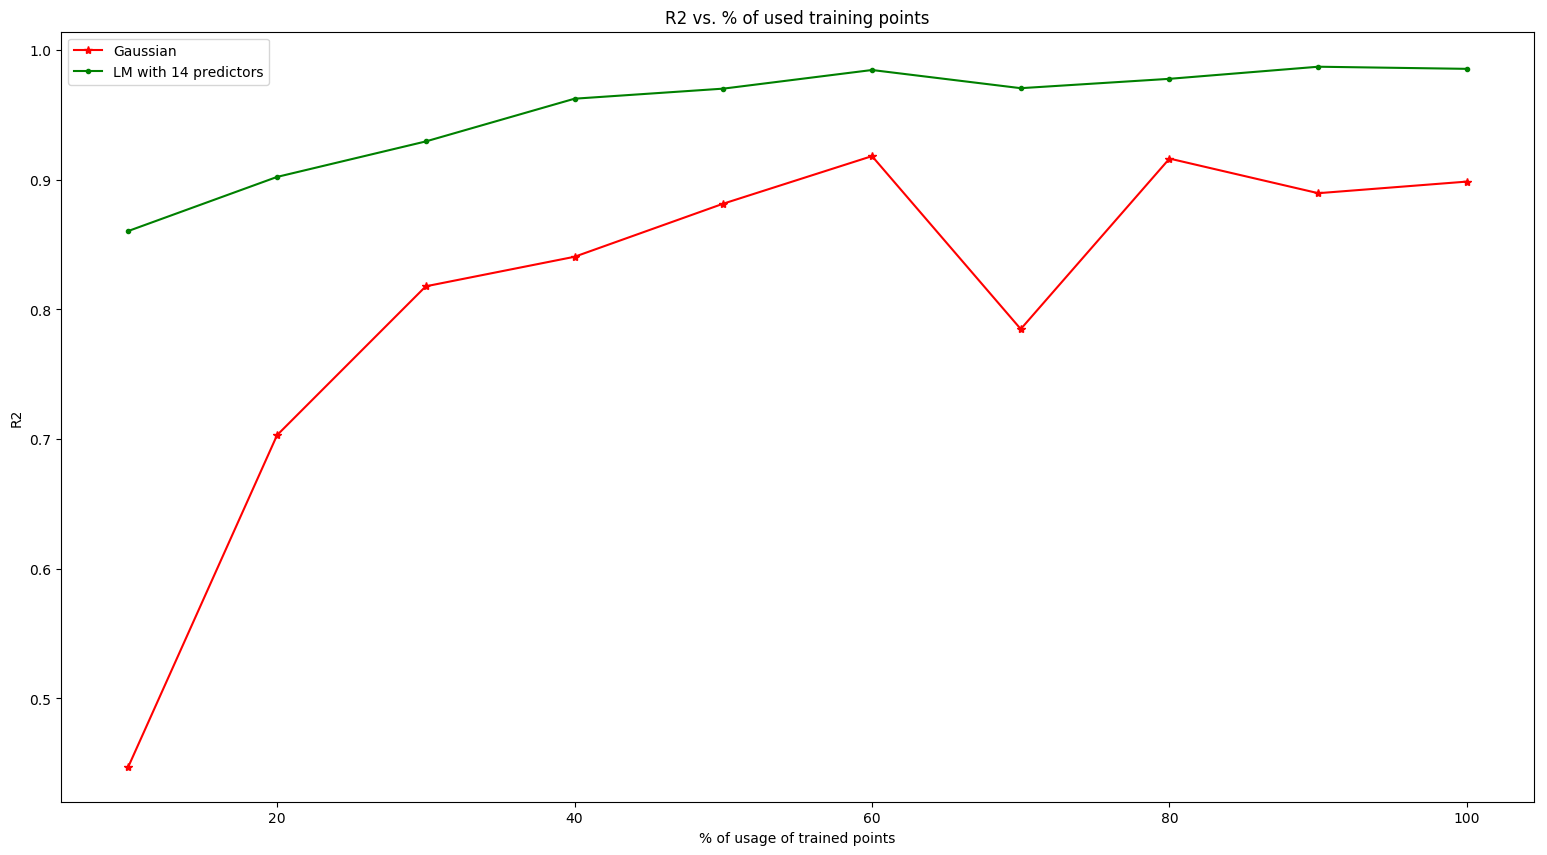 R2 vs. % of used training points
Gaussian
LM with 14 predictors
1.0
0.9
0.8
0.7
0.6
0.5
R2
20 40 60 80 100
% of usage of trained points